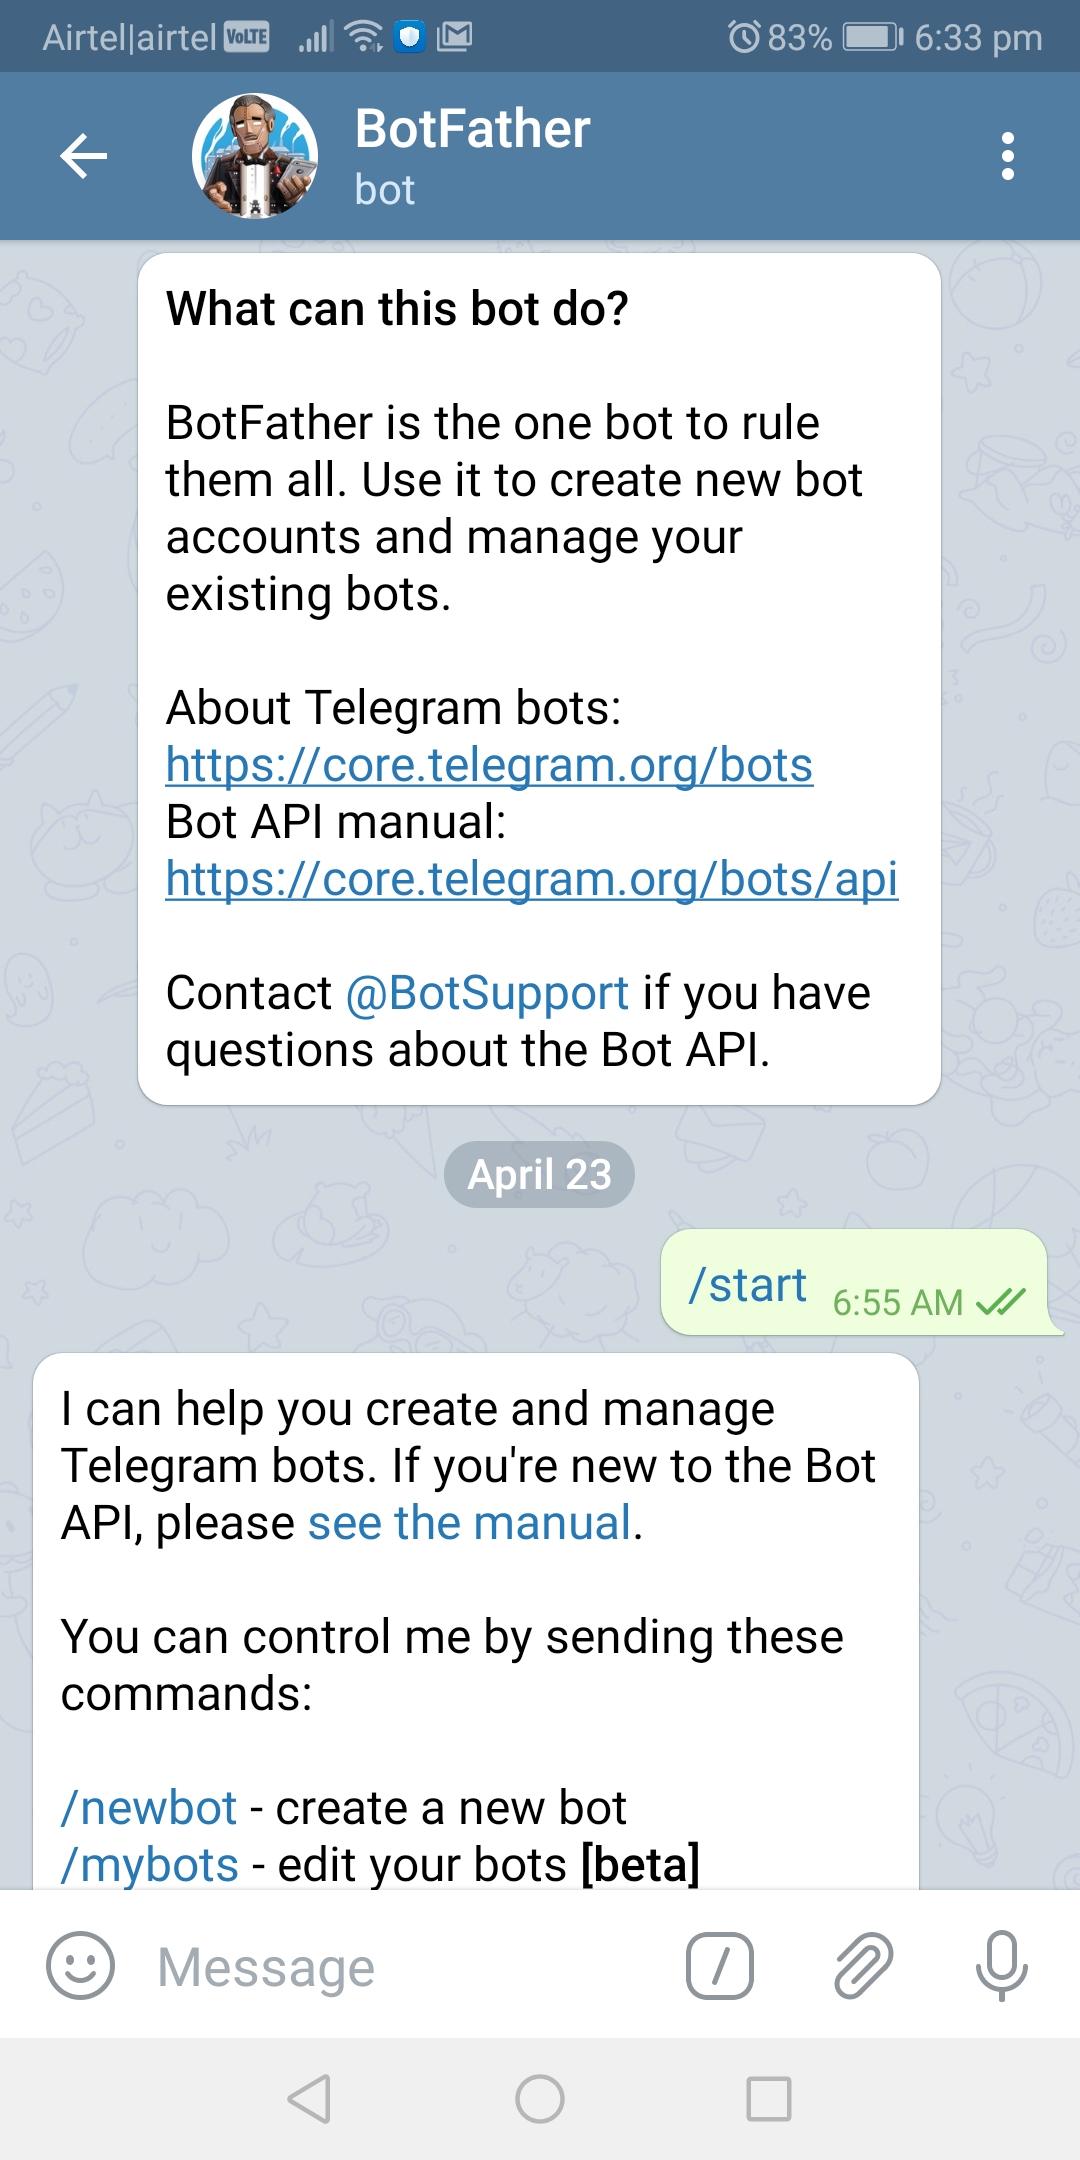 Airtel|airtel VoLTE 83% 6:33 pm
BotFather
bot
What can this bot do?
BotFather is the one bot to rule
them all. Use it to create new bot
accounts and manage your
existing bots.
About Telegram bots:
https://core.telegram.org/bots
Bot API manual:
https://core.telegram.org/bots/api
Contact @BotSupport if you have
questions about the Bot API.
April 23
/start 6:55 AM
I can help you create and manage
Telegram bots. If you're new to the Bot
API, please see the manual.
You can control me by sending these
commands:
/newbot - create a new bot
/mybots - edit your bots [beta]
Message